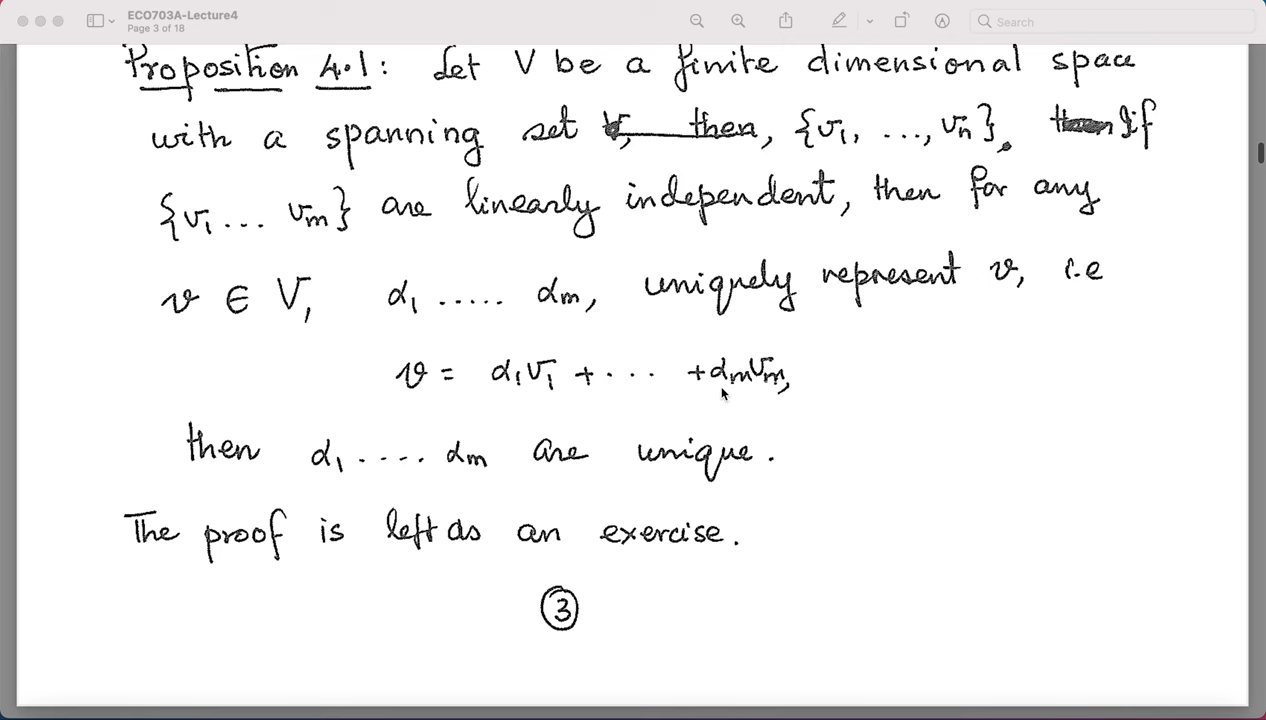 ECO703A-Lecture4
Page 3 of 18
Search
Proposition 4.1: Let V be a finite dimensional space
with a spanning set V, then, {v1, ..., vn}. then If
{v1 ... vm} are linearly independent, then for any
v ∈ V, α1 ..... αm, uniquely represent v, i.e
v = α1v1 + ... + αmvm,
then α1 .... αm are unique.
The proof is left as an exercise.
3